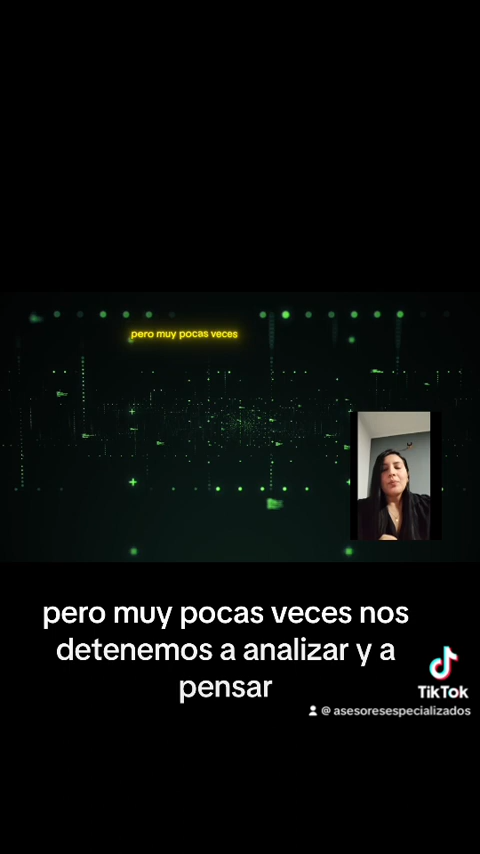 pero muy pocas veces
pero muy pocas veces nos
detenemos a analizar y a
pensar
TikTok
@ asesoresespecializados